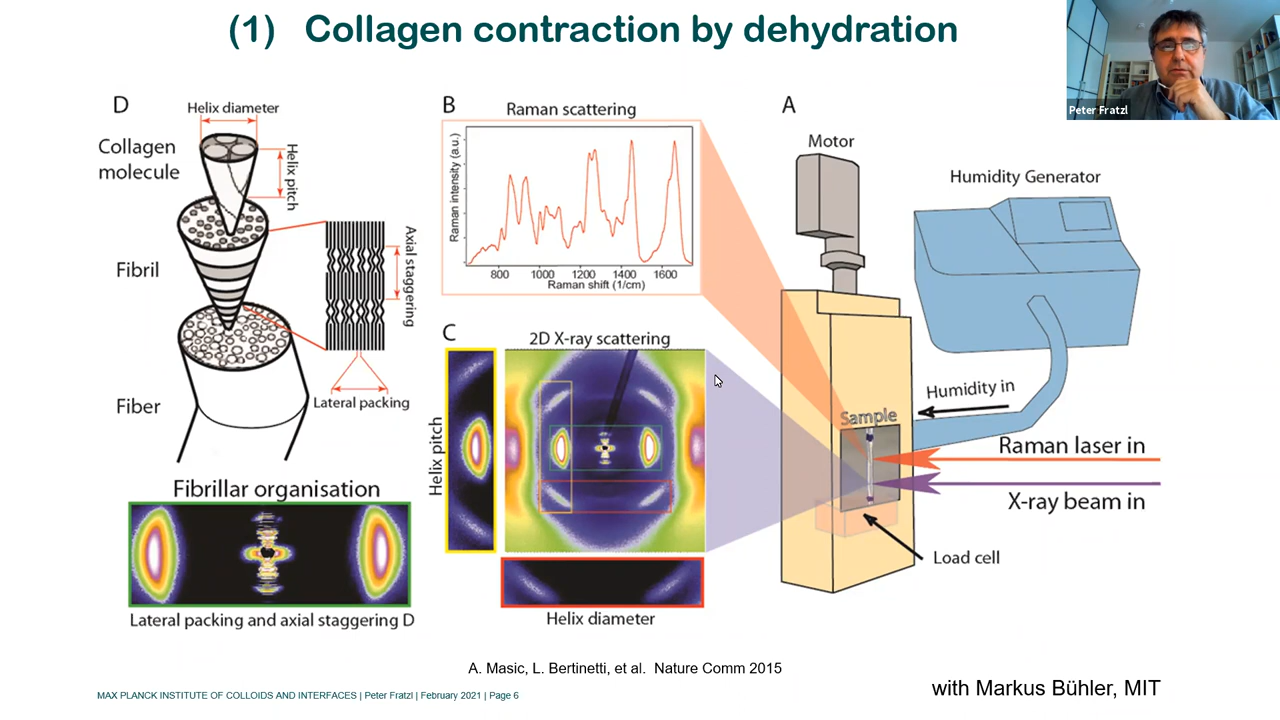 (1) Collagen contraction by dehydration
Peter Fratzl
D
Helix diameter
Collagen
molecule
Helix pitch
Fibril
Axial staggering
Fiber
Lateral packing
Fibrillar organisation
Lateral packing and axial staggering D
B
Raman scattering
Raman intensity (a.u.)
800 1000 1200 1400 1600
Raman shift (1/cm)
C
2D X-ray scattering
Helix pitch
Helix diameter
A
Motor
Humidity Generator
Humidity in
Sample
Raman laser in
X-ray beam in
Load cell
A. Masic, L. Bertinetti, et al. Nature Comm 2015
MAX PLANCK INSTITUTE OF COLLOIDS AND INTERFACES | Peter Fratzl | February 2021 | Page 6
with Markus Bühler, MIT